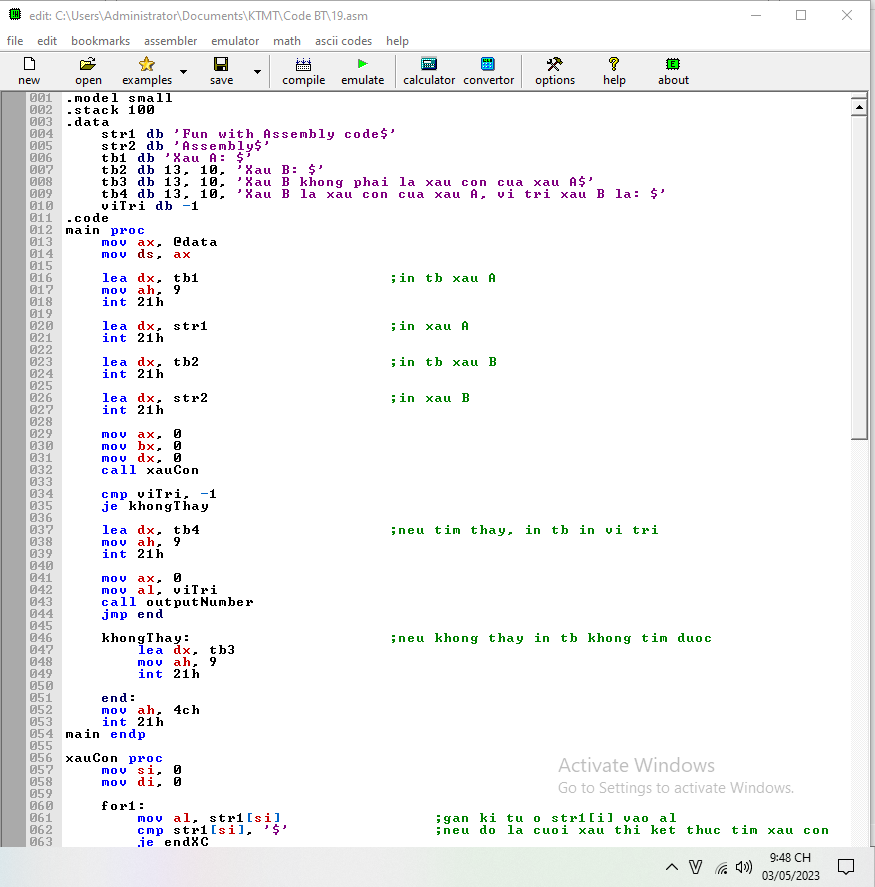 edit: C:\Users\Administrator\Documents\KTMT\Code BT\19.asm
file edit bookmarks assembler emulator math ascii codes help
new open examples save compile emulate calculator convertor options help about
001 .model small
002 .stack 100
003 .data
004 str1 db 'Fun with Assembly code$'
005 str2 db 'Assembly$'
006 tb1 db 'Xau A: $'
007 tb2 db 13, 10, 'Xau B: $'
008 tb3 db 13, 10, 'Xau B khong phai la xau con cua xau A$'
009 tb4 db 13, 10, 'Xau B la xau con cua xau A, vi tri xau B la: $'
010 viTri db -1
011 .code
012 main proc
013 mov ax, @data
014 mov ds, ax
015
016 lea dx, tb1 ;in tb xau A
017 mov ah, 9
018 int 21h
019
020 lea dx, str1 ;in xau A
021 int 21h
022
023 lea dx, tb2 ;in tb xau B
024 int 21h
025
026 lea dx, str2 ;in xau B
027 int 21h
028
029 mov ax, 0
030 mov bx, 0
031 mov dx, 0
032 call xauCon
033
034 cmp viTri, -1
035 je khongThay
036
037 lea dx, tb4 ;neu tim thay, in tb in vi tri
038 mov ah, 9
039 int 21h
040
041 mov ax, 0
042 mov al, viTri
043 call outputNumber
044 jmp end
045
046 khongThay: ;neu khong thay in tb khong tim duoc
047 lea dx, tb3
048 mov ah, 9
049 int 21h
050
051 end:
052 mov ah, 4ch
053 int 21h
054 main endp
055
056 xauCon proc
057 mov si, 0
058 mov di, 0
059
060 for1:
061 mov al, str1[si] ;gan ki tu o str1[i] vao al
062 cmp str1[si], '$' ;neu do la cuoi xau thi ket thuc tim xau con
063 je endXC
Activate Windows
Go to Settings to activate Windows.
9:48 CH
03/05/2023